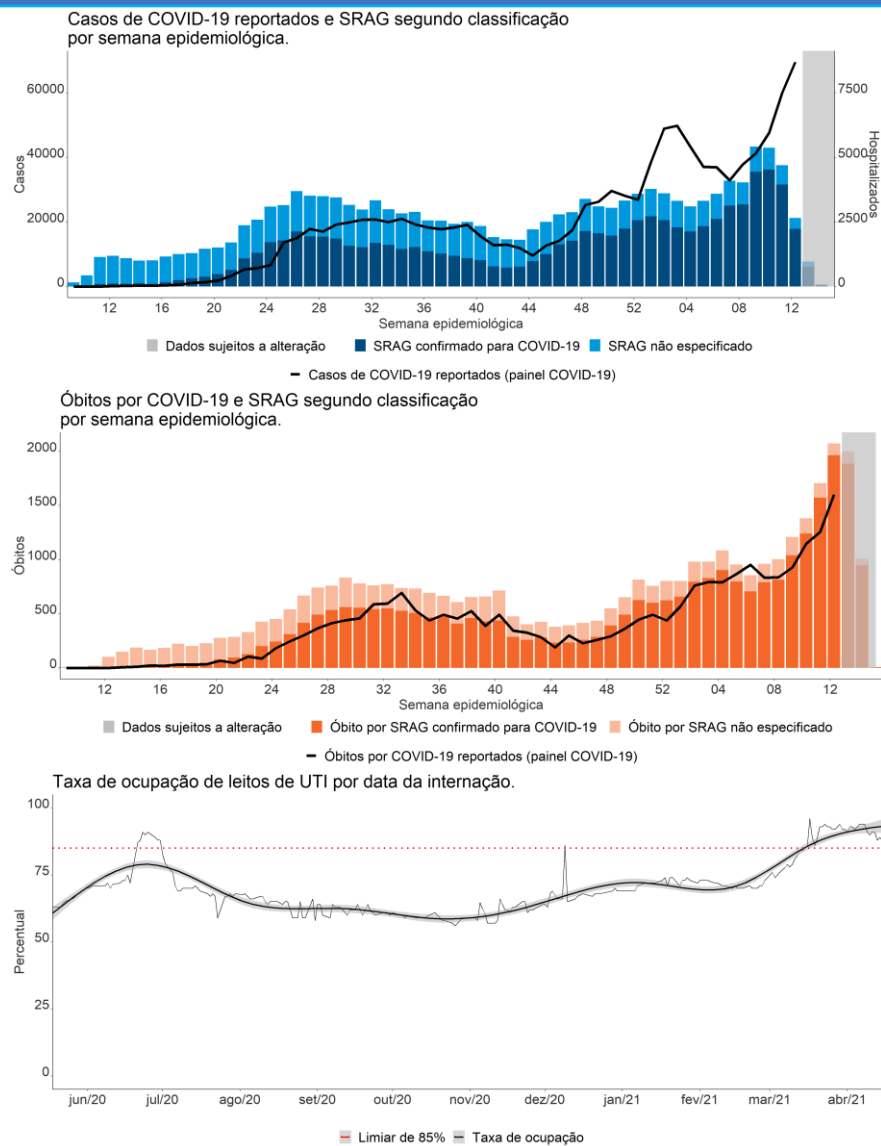 Casos de COVID-19 reportados e SRAG segundo classificação
por semana epidemiológica.
60000
40000
20000
0
Casos
7500
5000
2500
0
Hospitalizados
12 16 20 24 28 32 36 40 44 48 52 04 08 12
Semana epidemiológica
Dados sujeitos a alteração SRAG confirmado para COVID-19 SRAG não especificado
Casos de COVID-19 reportados (painel COVID-19)
Óbitos por COVID-19 e SRAG segundo classificação
por semana epidemiológica.
2000
1500
1000
500
0
Óbitos
12 16 20 24 28 32 36 40 44 48 52 04 08 12
Semana epidemiológica
Dados sujeitos a alteração Óbito por SRAG confirmado para COVID-19 Óbito por SRAG não especificado
Óbitos por COVID-19 reportados (painel COVID-19)
Taxa de ocupação de leitos de UTI por data da internação.
100
75
50
25
0
Percentual
jun/20 jul/20 ago/20 set/20 out/20 nov/20 dez/20 jan/21 fev/21 mar/21 abr/21
Limiar de 85% Taxa de ocupação